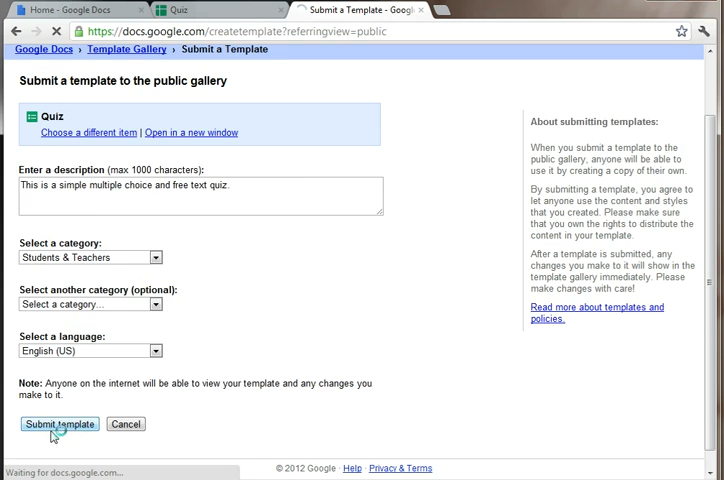 Home - Google Docs
Quiz
Submit a Template - Googl
https://docs.google.com/createtemplate?referringview=public
Google Docs › Template Gallery › Submit a Template
Submit a template to the public gallery
Quiz
Choose a different item | Open in a new window
Enter a description (max 1000 characters):
This is a simple multiple choice and free text quiz.
Select a category:
Students & Teachers
Select another category (optional):
Select a category...
Select a language:
English (US)
Note: Anyone on the internet will be able to view your template and any changes you
make to it.
Submit template
Cancel
About submitting templates:
When you submit a template to the
public gallery, anyone will be able to
use it by creating a copy of their own.
By submitting a template, you agree to
let anyone use the content and styles
that you created. Please make sure
that you own the rights to distribute
the content in your template.
After a template is submitted, any
changes you make to it will show in the
template gallery immediately. Please
make changes with care!
Read more about templates and
policies.
Waiting for docs.google.com...
© 2012 Google - Help - Privacy & Terms